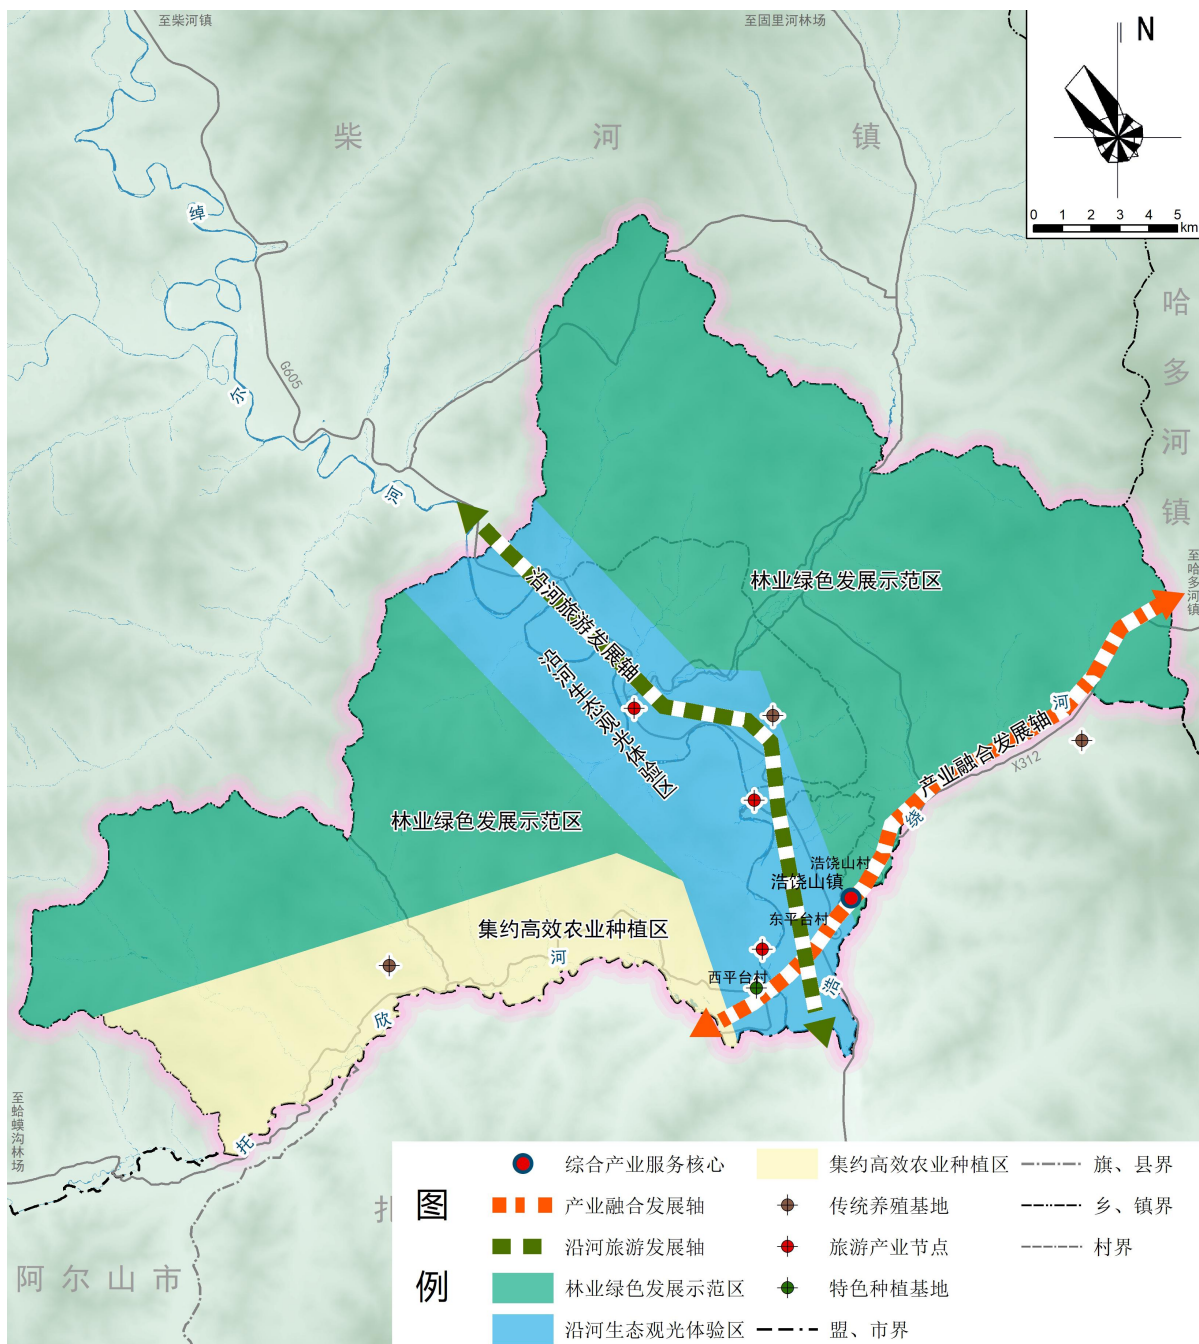 至柴河镇
至固里河林场
N
0 1 2 3 4 5
km
柴河镇
绰
尔
河
G605
哈多河镇
至哈多河镇
林业绿色发展示范区
沿河旅游发展轴
沿河生态观光体验区
产业融合发展轴
河
X312
绕
林业绿色发展示范区
浩饶山村
浩饶山镇
东平台村
集约高效农业种植区
河
西平台村
浩
欣
托
至蛤蟆沟林场
阿尔山市
图例
综合产业服务核心
产业融合发展轴
沿河旅游发展轴
林业绿色发展示范区
沿河生态观光体验区
集约高效农业种植区
传统养殖基地
旅游产业节点
特色种植基地
盟、市界
旗、县界
乡、镇界
村界